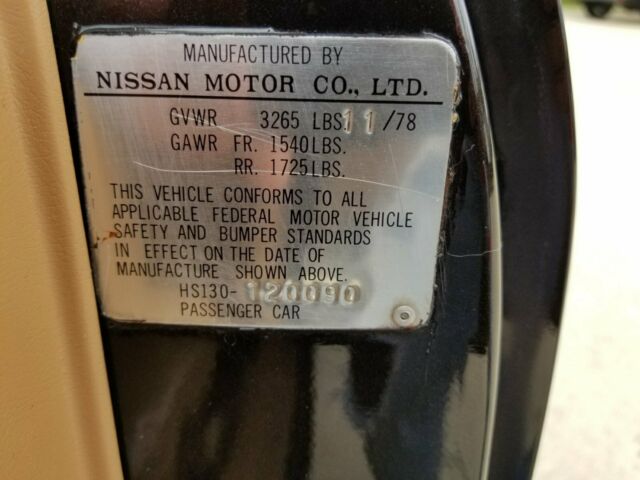 MANUFACTURED BY
NISSAN MOTOR CO., LTD.
GVWR 3265 LBS 11/78
GAWR FR. 1540LBS.
RR. 1725LBS.
THIS VEHICLE CONFORMS TO ALL
APPLICABLE FEDERAL MOTOR VEHICLE
SAFETY AND BUMPER STANDARDS
IN EFFECT ON THE DATE OF
MANUFACTURE SHOWN ABOVE.
HS130-120090
PASSENGER CAR